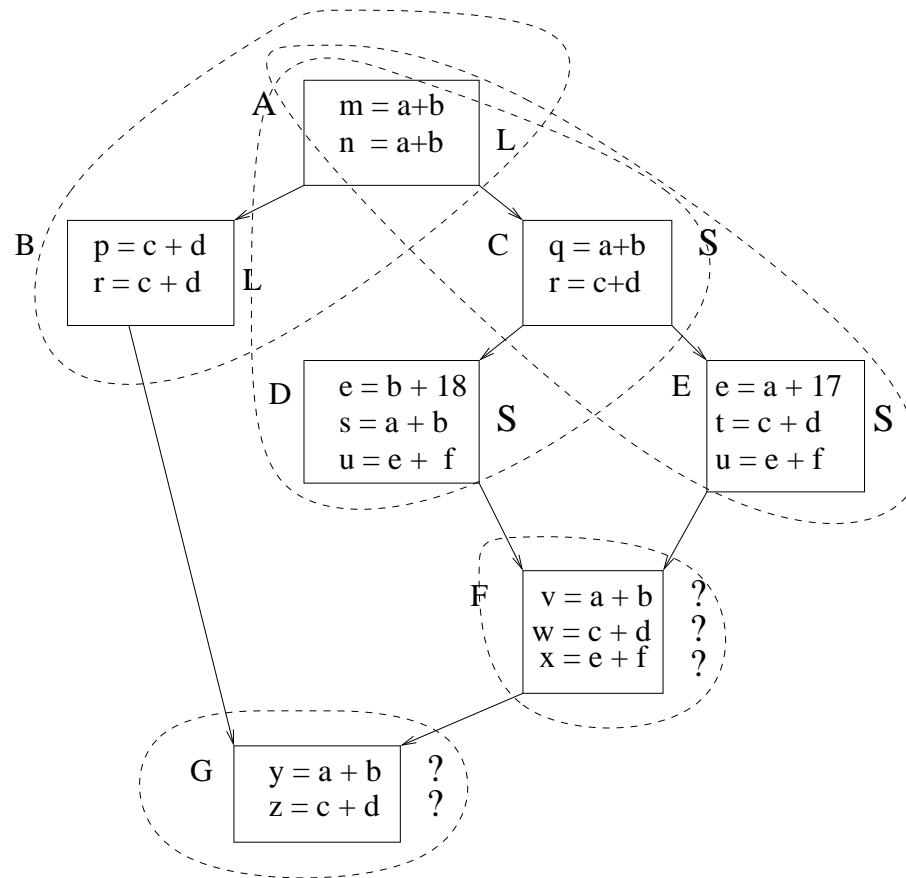 A
m = a+b
n = a+b
L
B
p = c + d
r = c + d
L
C
q = a+b
r = c+d
S
D
e = b + 18
s = a + b
u = e + f
S
E
e = a + 17
t = c + d
u = e + f
S
F
v = a + b
?
w = c + d
?
x = e + f
?
G
y = a + b
?
z = c + d
?